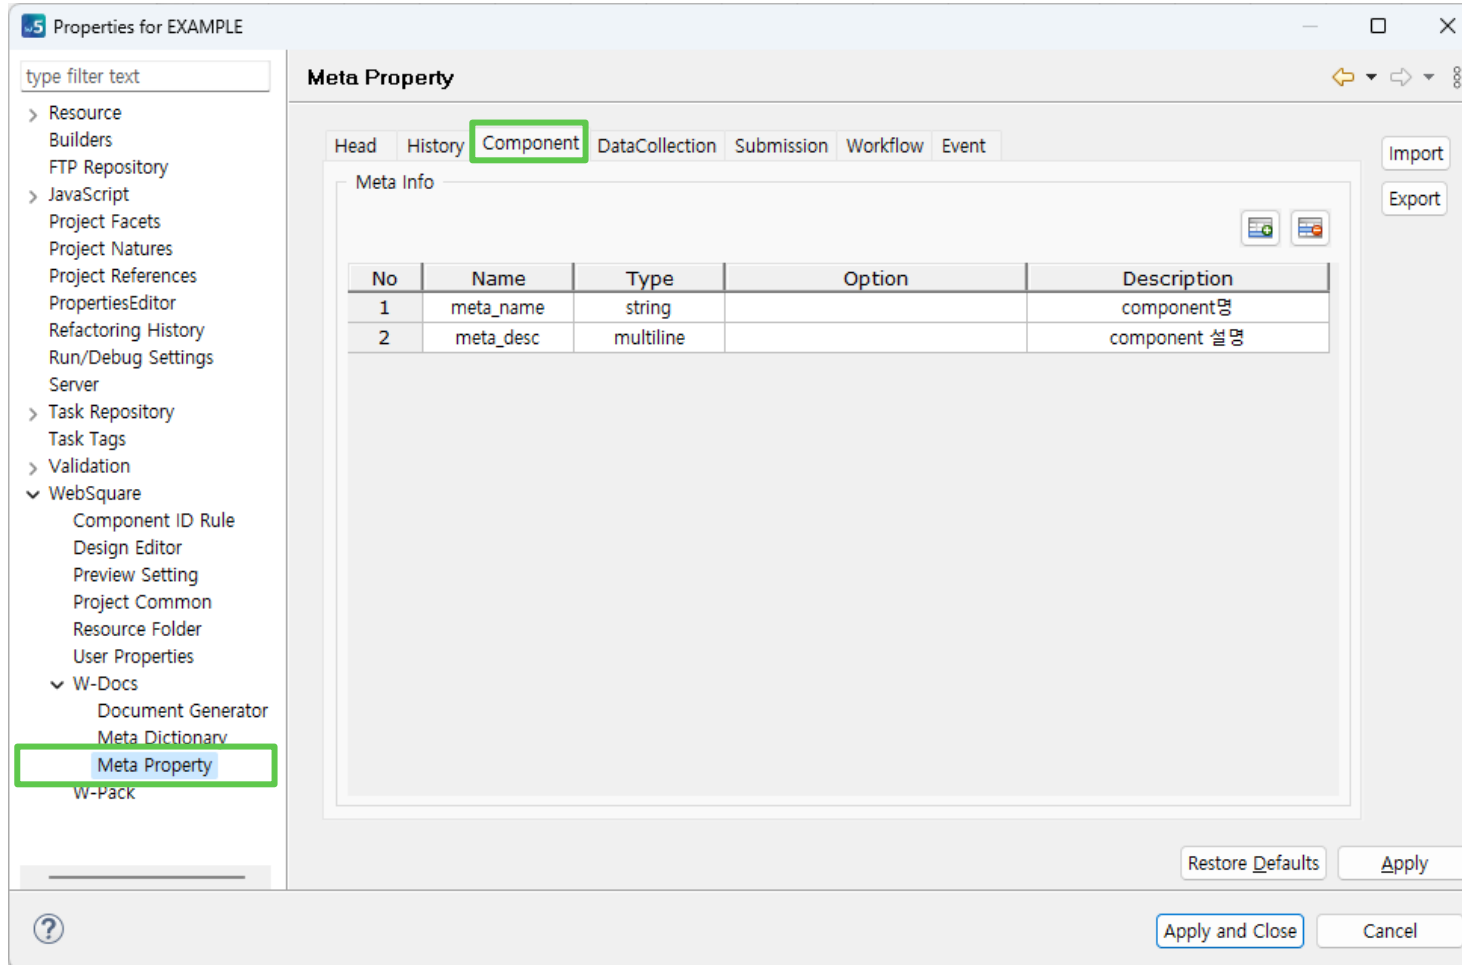 w5 Properties for EXAMPLE
type filter text
Resource
Builders
FTP Repository
JavaScript
Project Facets
Project Natures
Project References
PropertiesEditor
Refactoring History
Run/Debug Settings
Server
Task Repository
Task Tags
Validation
WebSquare
Component ID Rule
Design Editor
Preview Setting
Project Common
Resource Folder
User Properties
W-Docs
Document Generator
Meta Dictionary
Meta Property
W-Pack
Meta Property
Head History Component DataCollection Submission Workflow Event
Import
Export
Meta Info
No Name Type Option Description
1 meta_name string component명
2 meta_desc multiline component 설명
Restore Defaults Apply
? Apply and Close Cancel